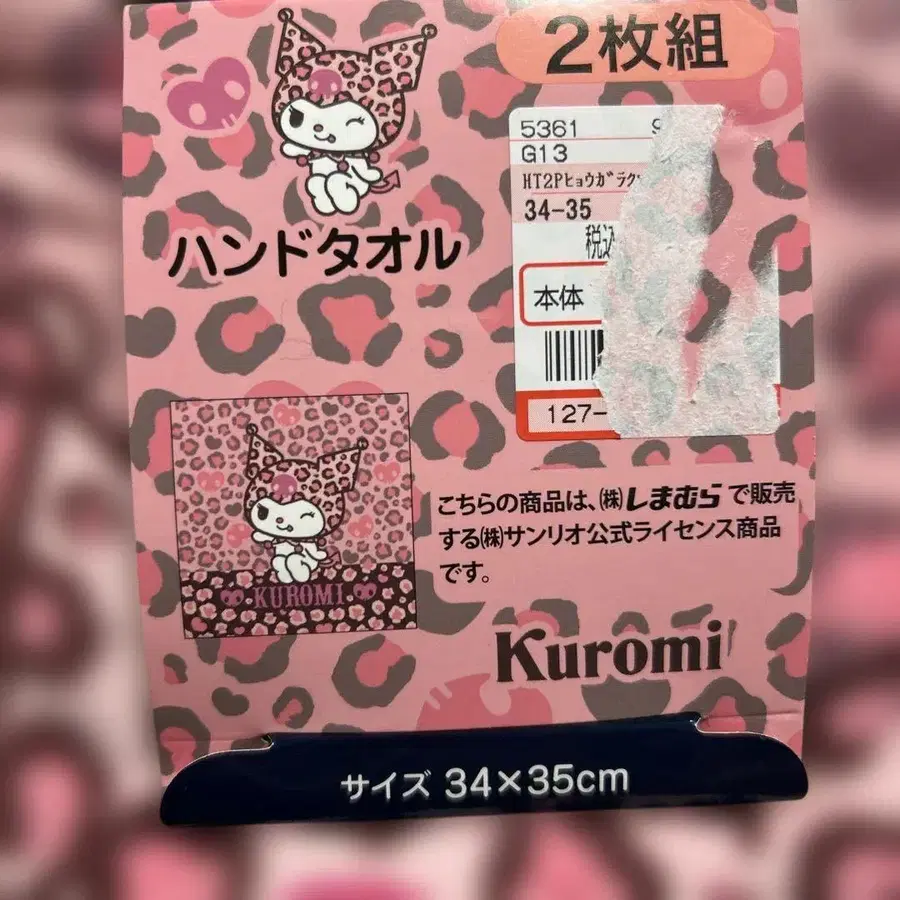 2枚組
5361
G13
HT2Pヒョウガラク
34-35
税込
本体
127-
ハンドタオル
KUROMI
こちらの商品は、㈱しまむらで販売
する㈱サンリオ公式ライセンス商品
です。
Kuromi
サイズ 34×35cm